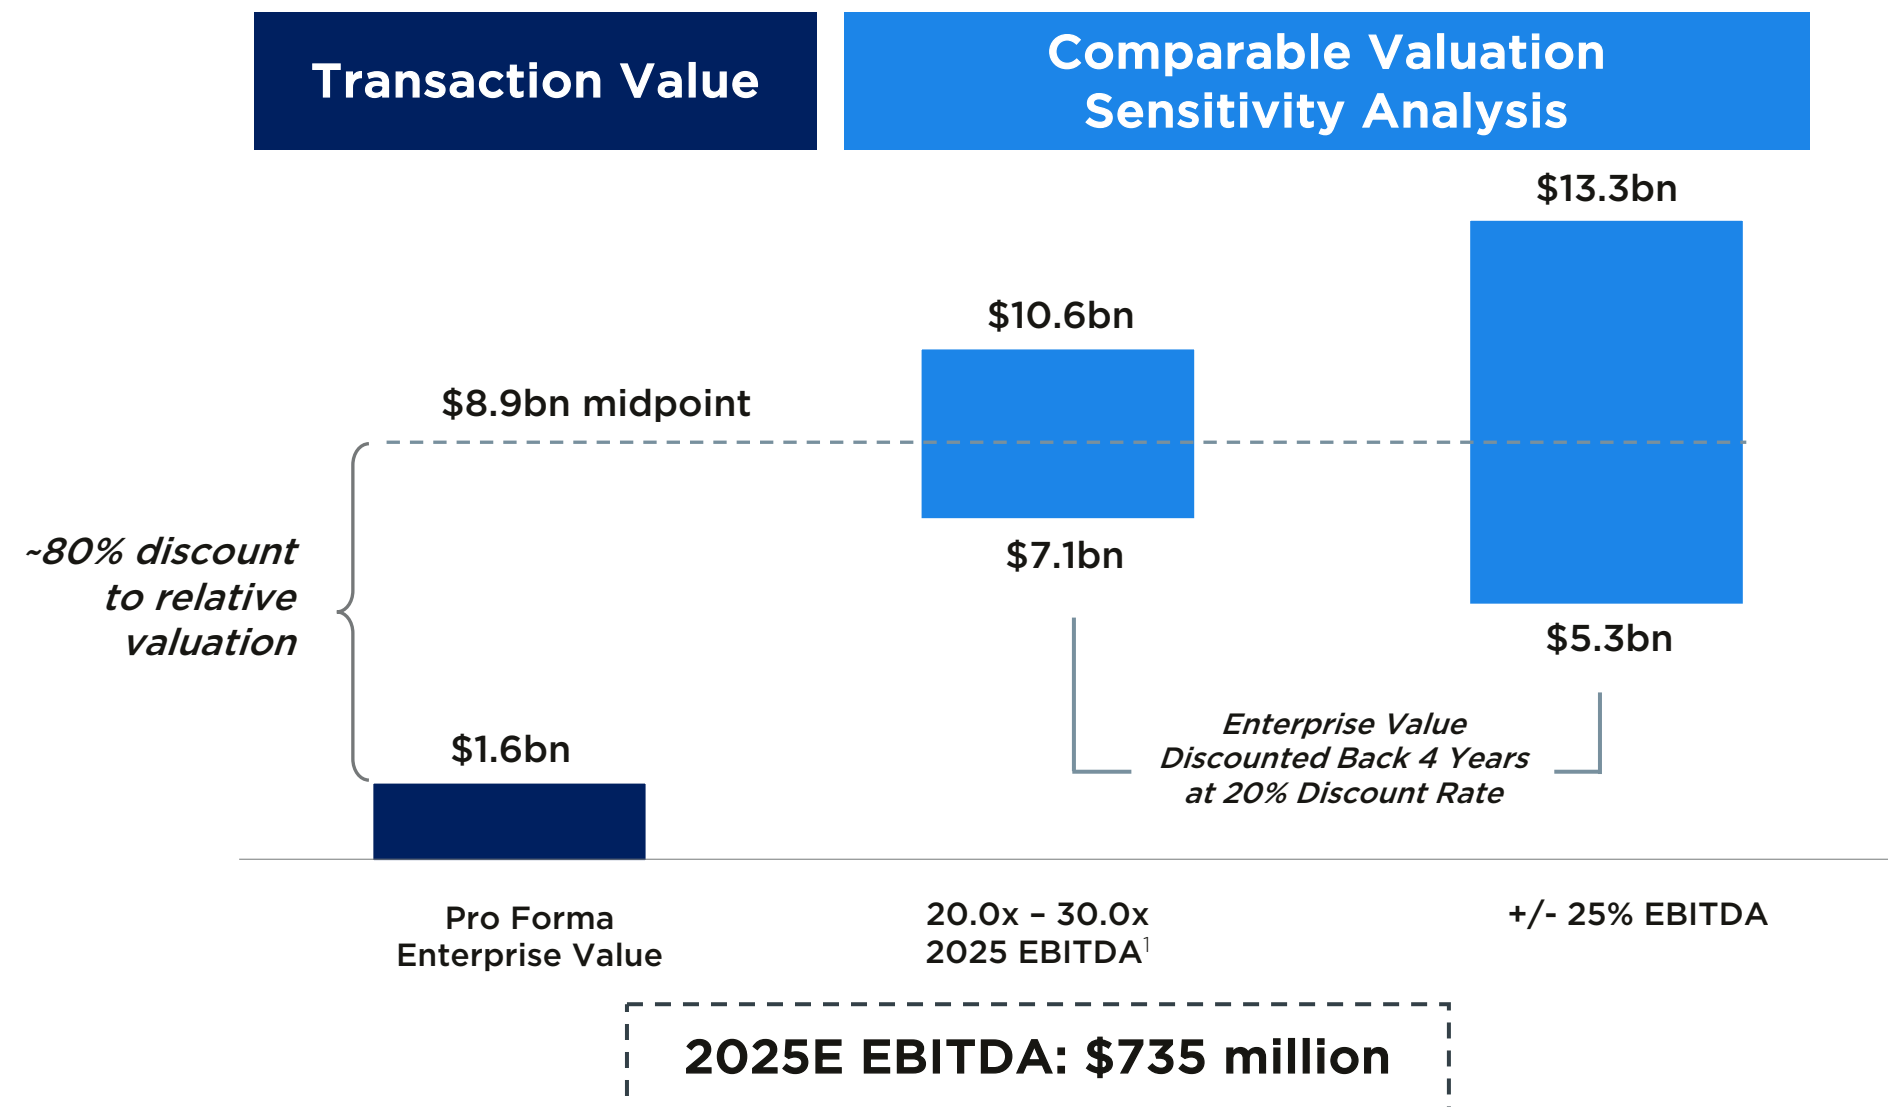 Transaction Value
Comparable Valuation
Sensitivity Analysis
$13.3bn
$10.6bn
$8.9bn midpoint
~80% discount
to relative
valuation
$7.1bn
$5.3bn
$1.6bn
Enterprise Value
Discounted Back 4 Years
at 20% Discount Rate
Pro Forma
Enterprise Value
20.0x – 30.0x
2025 EBITDA¹
+/- 25% EBITDA
2025E EBITDA: $735 million